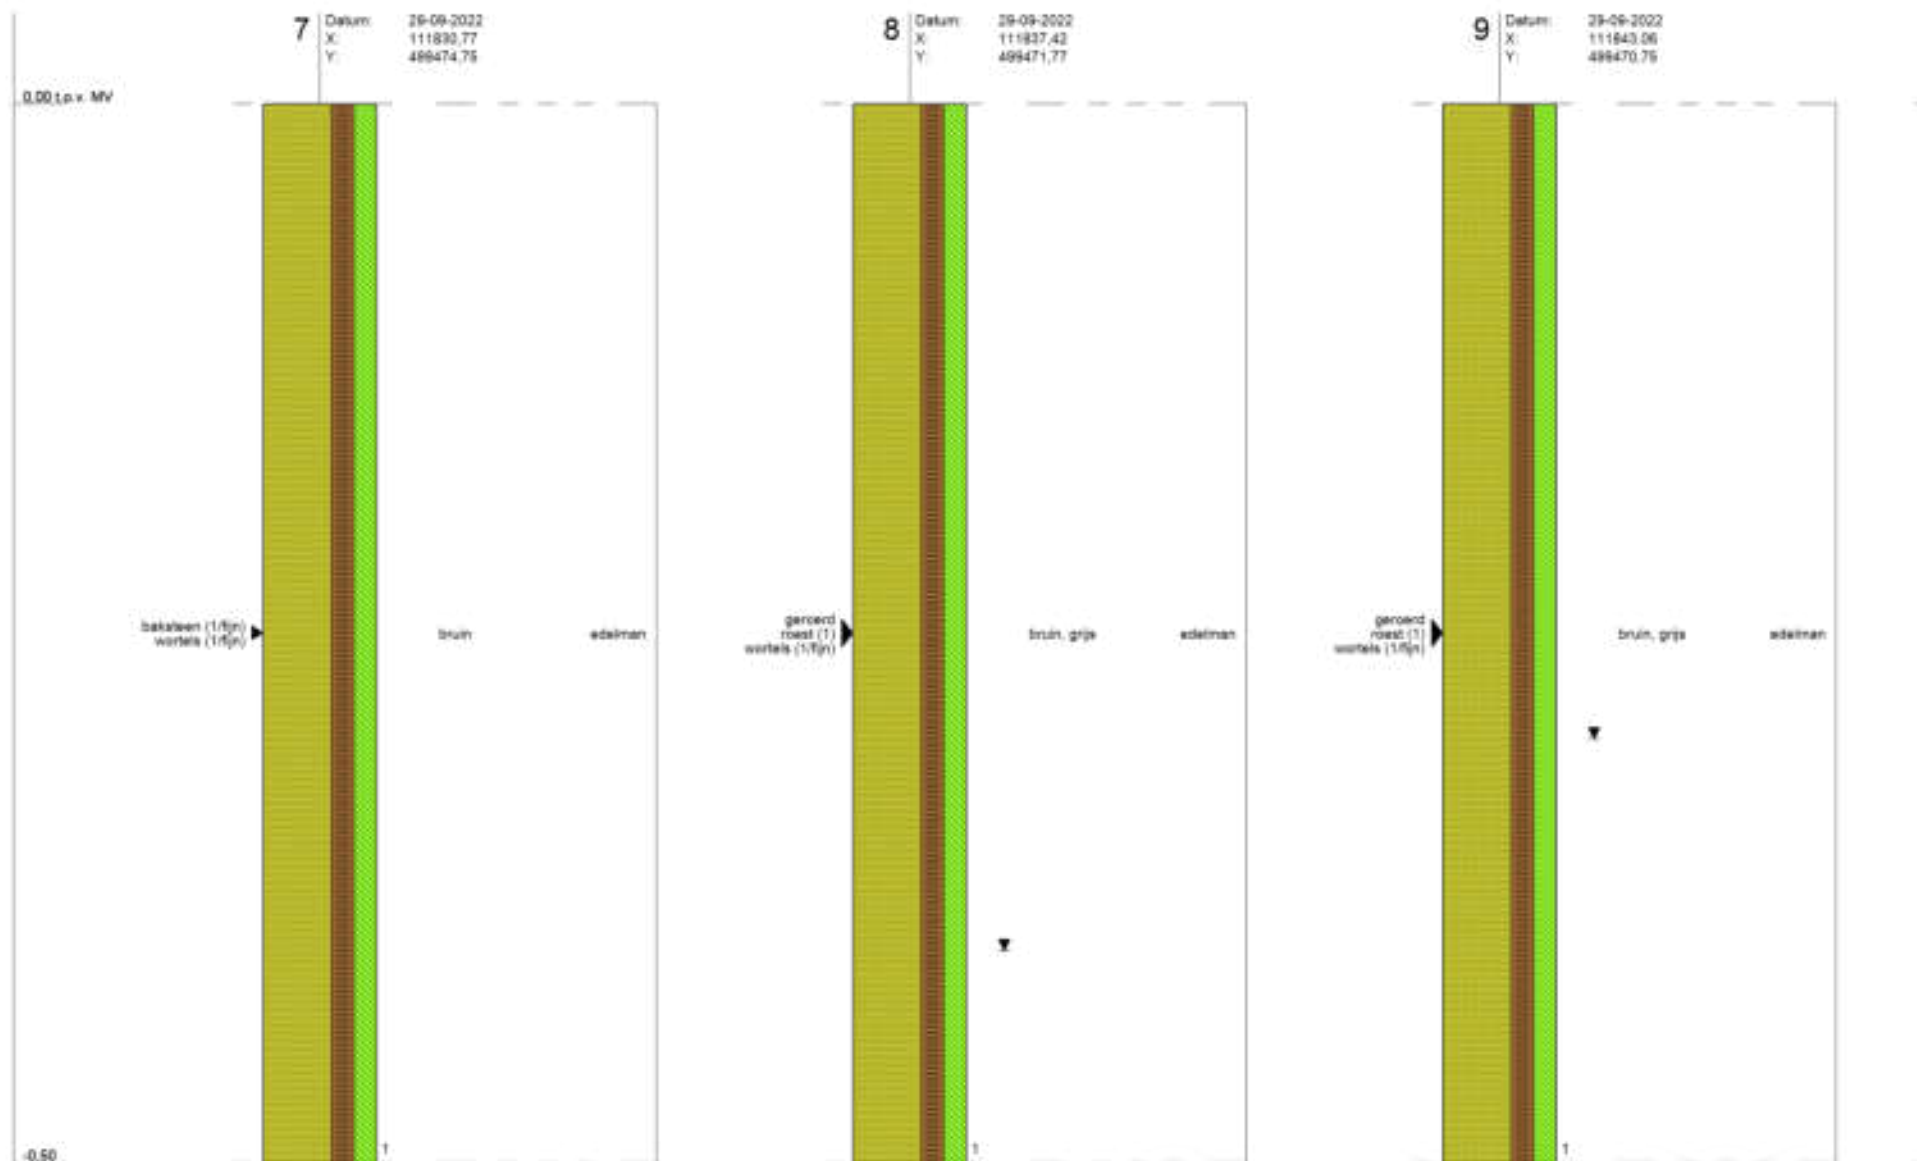 7
Datum: 29-09-2022
X: 111830,77
Y: 499474,75
8
Datum: 29-09-2022
X: 111837,42
Y: 499471,77
9
Datum: 29-09-2022
X: 111843,06
Y: 499470,75
0,00 t.o.v. MV
baksteen (1/fijn)
wortels (1/fijn)
bruin
edelman
geroerd
roest (1)
wortels (1/fijn)
bruin, grijs
edelman
geroerd
roest (1)
wortels (1/fijn)
bruin, grijs
edelman
-0,50
1
1
1